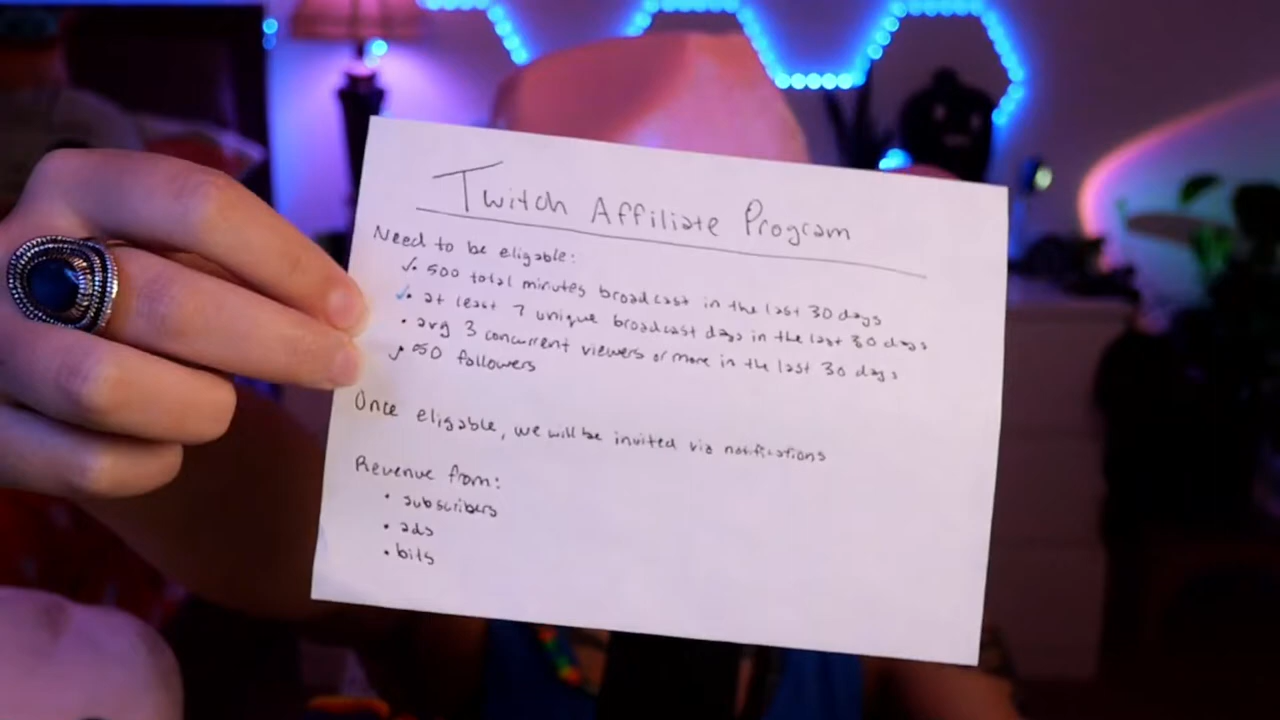 Twitch Affiliate Program
Need to be eligable:
✓• 500 total minutes broadcast in the last 30 days
✓• at least 7 unique broadcast days in the last 30 days
• avg 3 concurrent viewers or more in the last 30 days
✓• 50 followers
Once eligable, we will be invited via notifications
Revenue from:
• subscribers
• ads
• bits